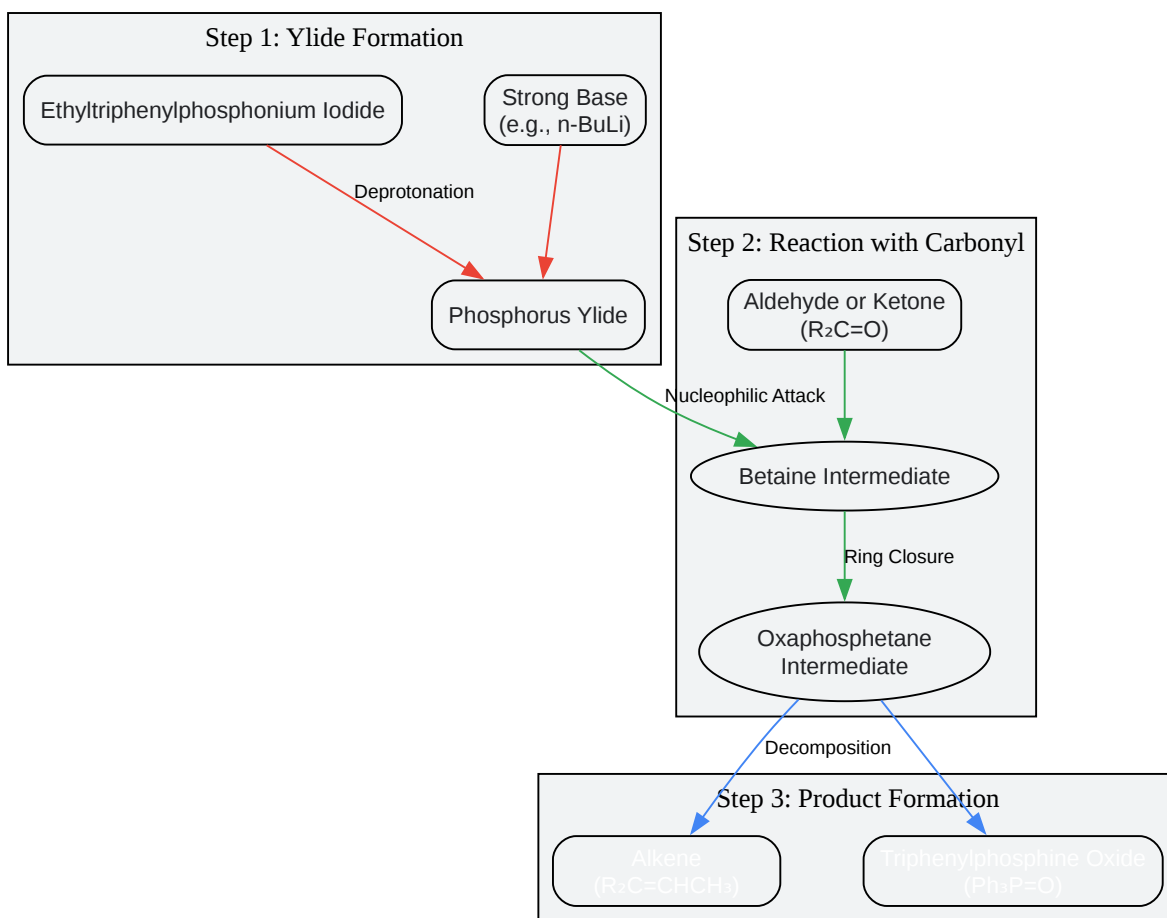 Step 1: Ylide Formation
Ethyltriphenylphosphonium Iodide
Strong Base
(e.g., n-BuLi)
Deprotonation
Phosphorus Ylide
Step 2: Reaction with Carbonyl
Aldehyde or Ketone
(R₂C=O)
Nucleophilic Attack
Betaine Intermediate
Ring Closure
Oxaphosphetane
Intermediate
Decomposition
Step 3: Product Formation
Alkene
(R₂C=CHCH₃)
Triphenylphosphine Oxide
(Ph₃P=O)